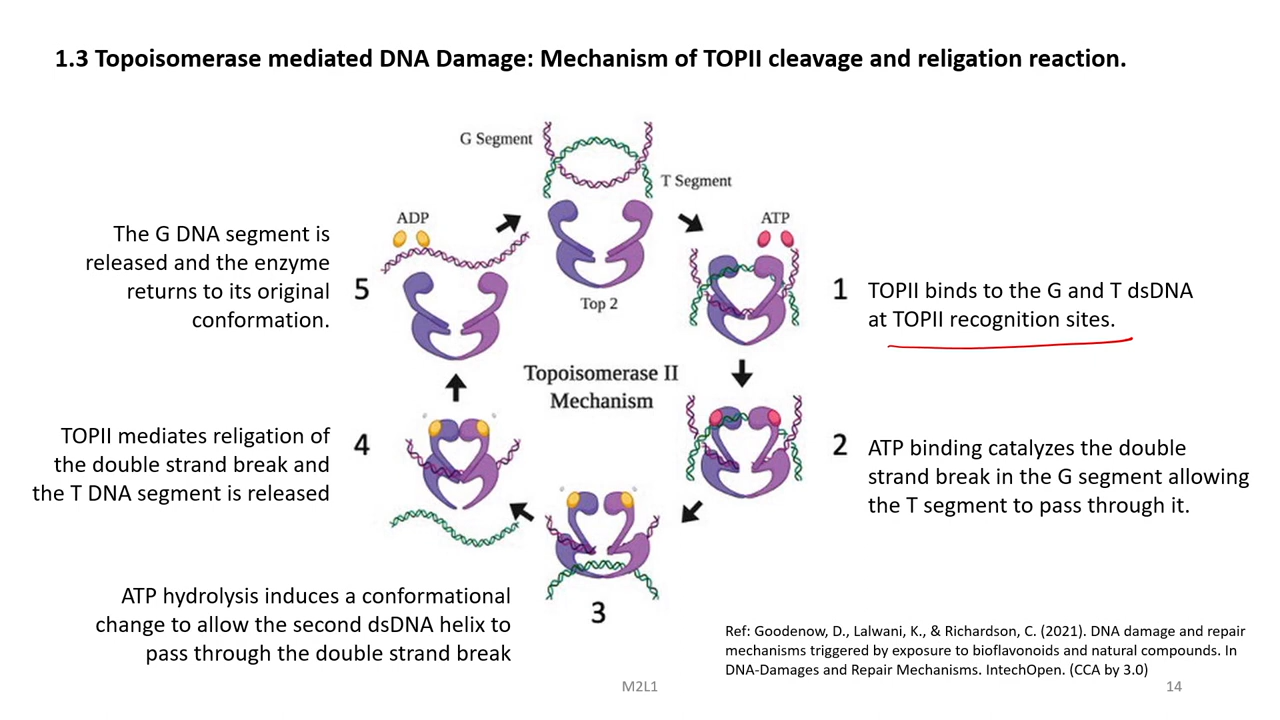 1.3 Topoisomerase mediated DNA Damage: Mechanism of TOPII cleavage and religation reaction.
G Segment
T Segment
Top 2
ATP
1
TOPII binds to the G and T dsDNA
at TOPII recognition sites.
2
ATP binding catalyzes the double
strand break in the G segment allowing
the T segment to pass through it.
3
ATP hydrolysis induces a conformational
change to allow the second dsDNA helix to
pass through the double strand break
4
TOPII mediates religation of
the double strand break and
the T DNA segment is released
ADP
5
The G DNA segment is
released and the enzyme
returns to its original
conformation.
Topoisomerase II
Mechanism
Ref: Goodenow, D., Lalwani, K., & Richardson, C. (2021). DNA damage and repair
mechanisms triggered by exposure to bioflavonoids and natural compounds. In
DNA-Damages and Repair Mechanisms. IntechOpen. (CCA by 3.0)
M2L1
14